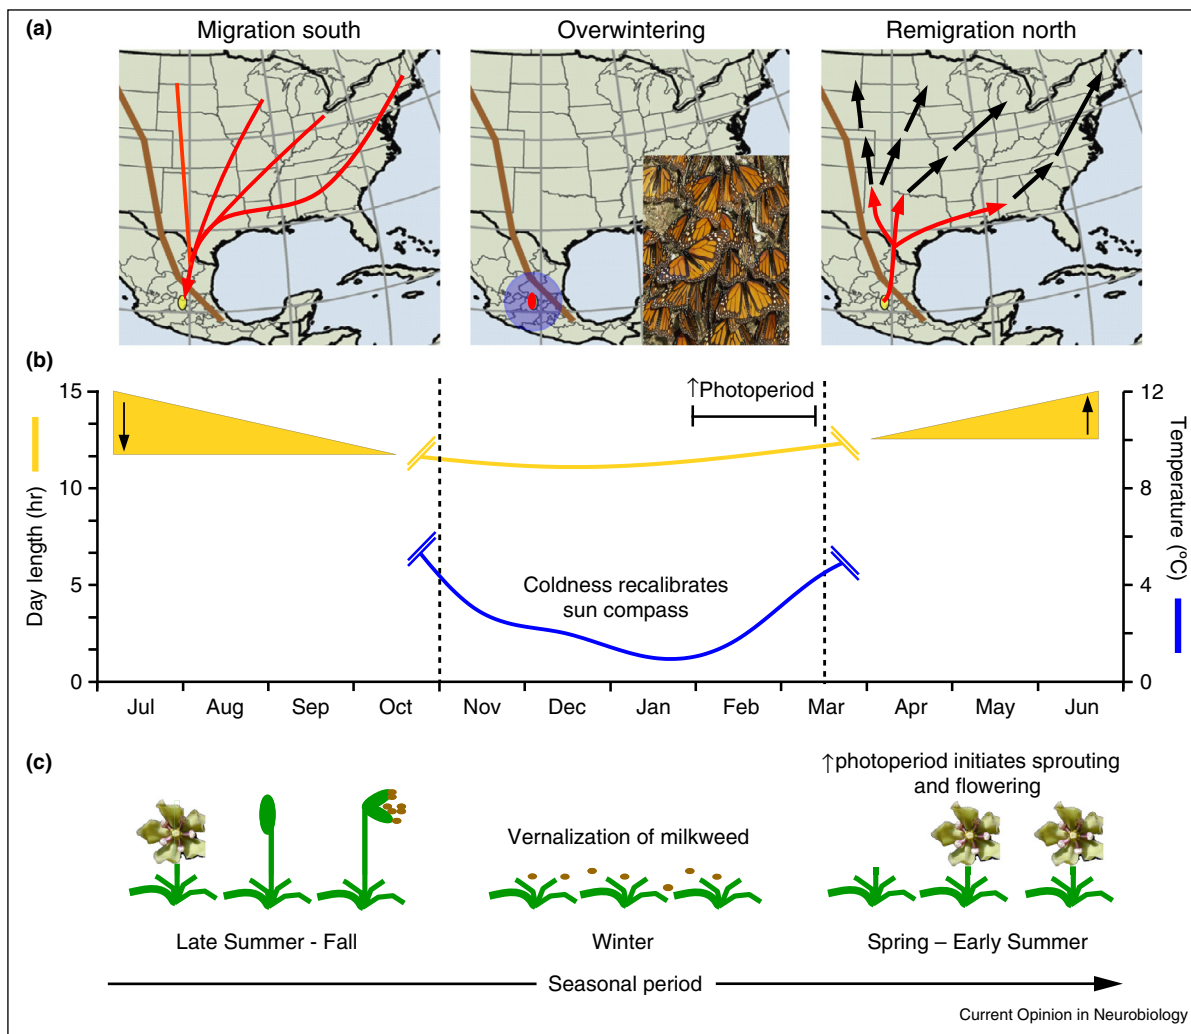 (a)
Migration south
Overwintering
Remigration north
(b)
15
10
5
0
Day length (hr)
↑Photoperiod
Coldness recalibrates
sun compass
12
8
4
0
Temperature (°C)
Jul
Aug
Sep
Oct
Nov
Dec
Jan
Feb
Mar
Apr
May
Jun
(c)
↑photoperiod initiates sprouting
and flowering
Vernalization of milkweed
Late Summer - Fall
Winter
Spring – Early Summer
Seasonal period
Current Opinion in Neurobiology